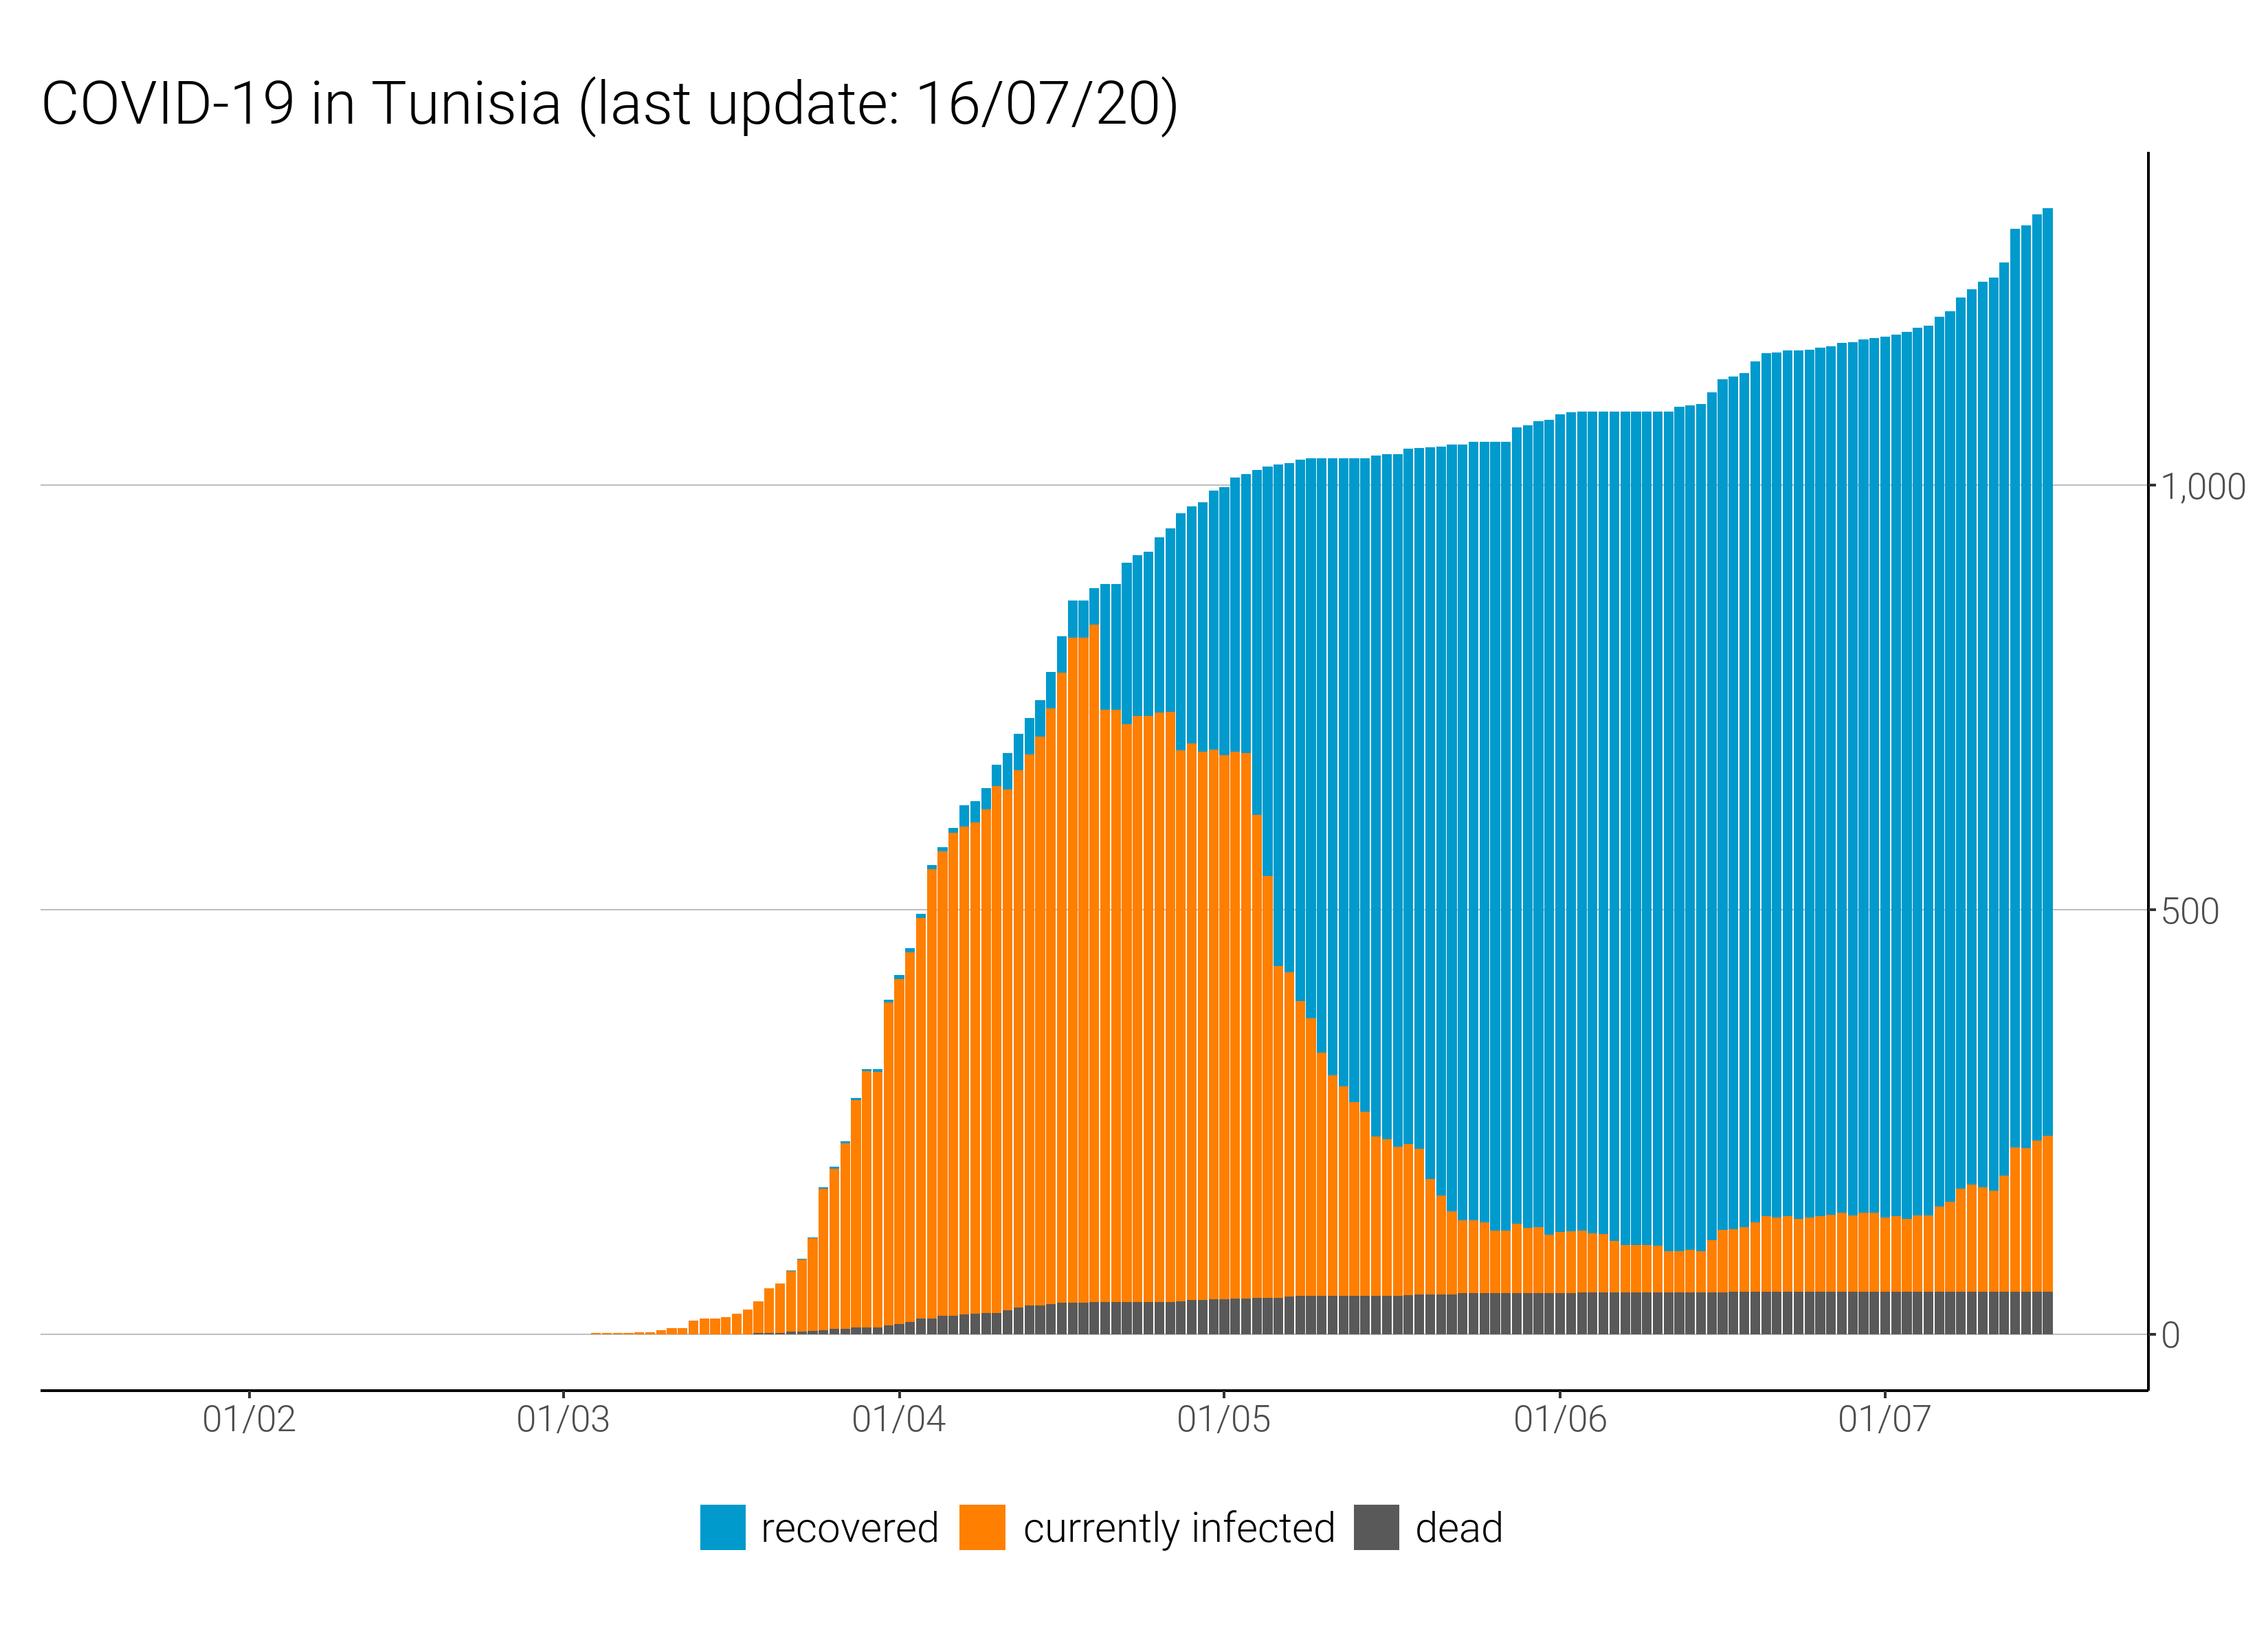 COVID-19 in Tunisia (last update: 16/07/20)
1,000
500
0
01/02 01/03 01/04 01/05 01/06 01/07
recovered currently infected dead